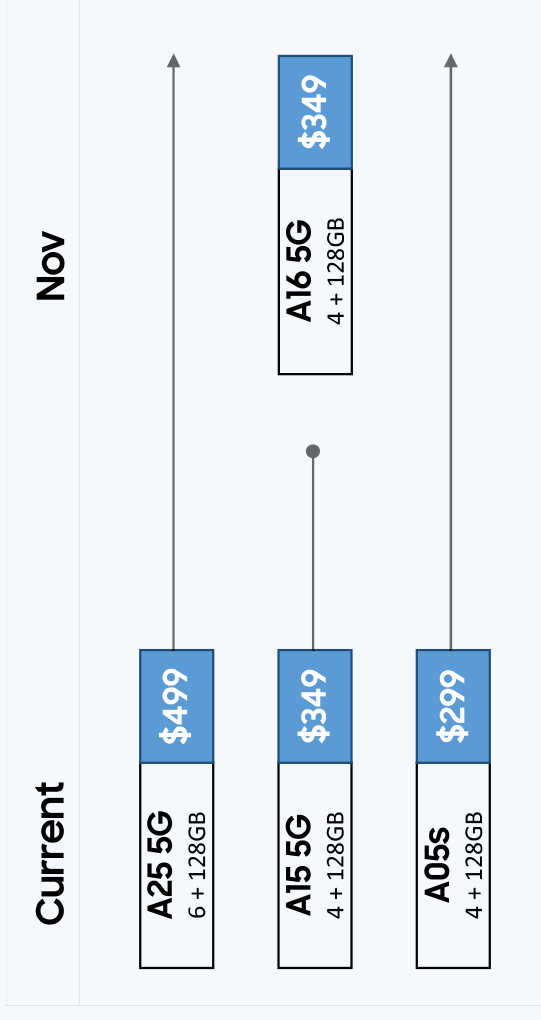 Current
Nov
A25 5G
6 + 128GB
$499
A15 5G
4 + 128GB
$349
A16 5G
4 + 128GB
$349
A05s
4 + 128GB
$299